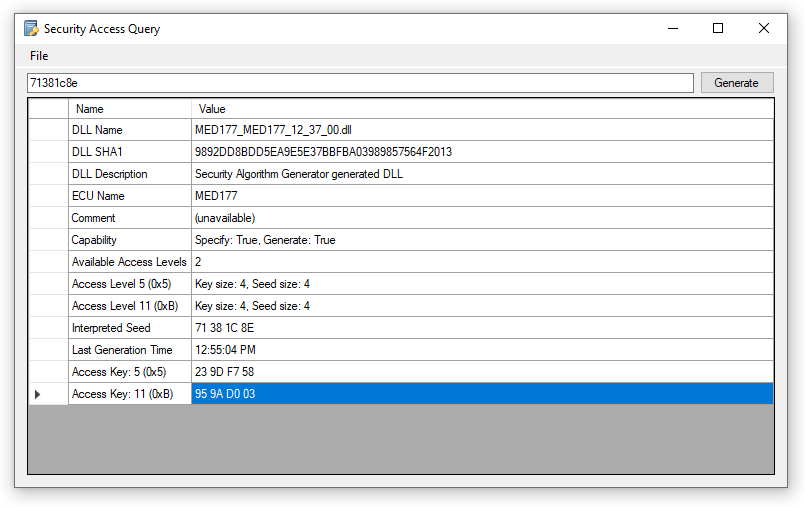 Security Access Query
File
71381c8e
Generate
Name Value
DLL Name MED177_MED177_12_37_00.dll
DLL SHA1 9892DD8BDD5EA9E5E37BBFBA03989857564F2013
DLL Description Security Algorithm Generator generated DLL
ECU Name MED177
Comment (unavailable)
Capability Specify: True, Generate: True
Available Access Levels 2
Access Level 5 (0x5) Key size: 4, Seed size: 4
Access Level 11 (0xB) Key size: 4, Seed size: 4
Interpreted Seed 71 38 1C 8E
Last Generation Time 12:55:04 PM
Access Key: 5 (0x5) 23 9D F7 58
Access Key: 11 (0xB) 95 9A D0 03